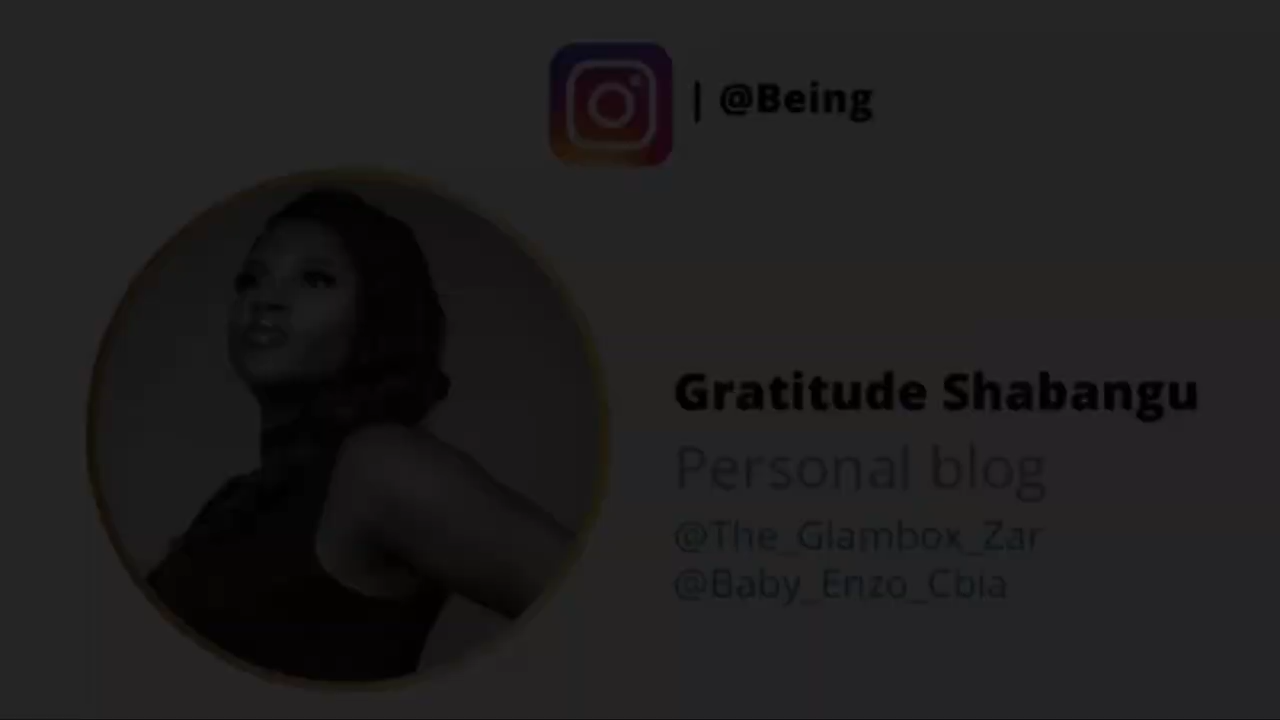 | @Being
Gratitude Shabangu
Personal blog
@The_Glambox_Zar
@Baby_Enzo_Cbia